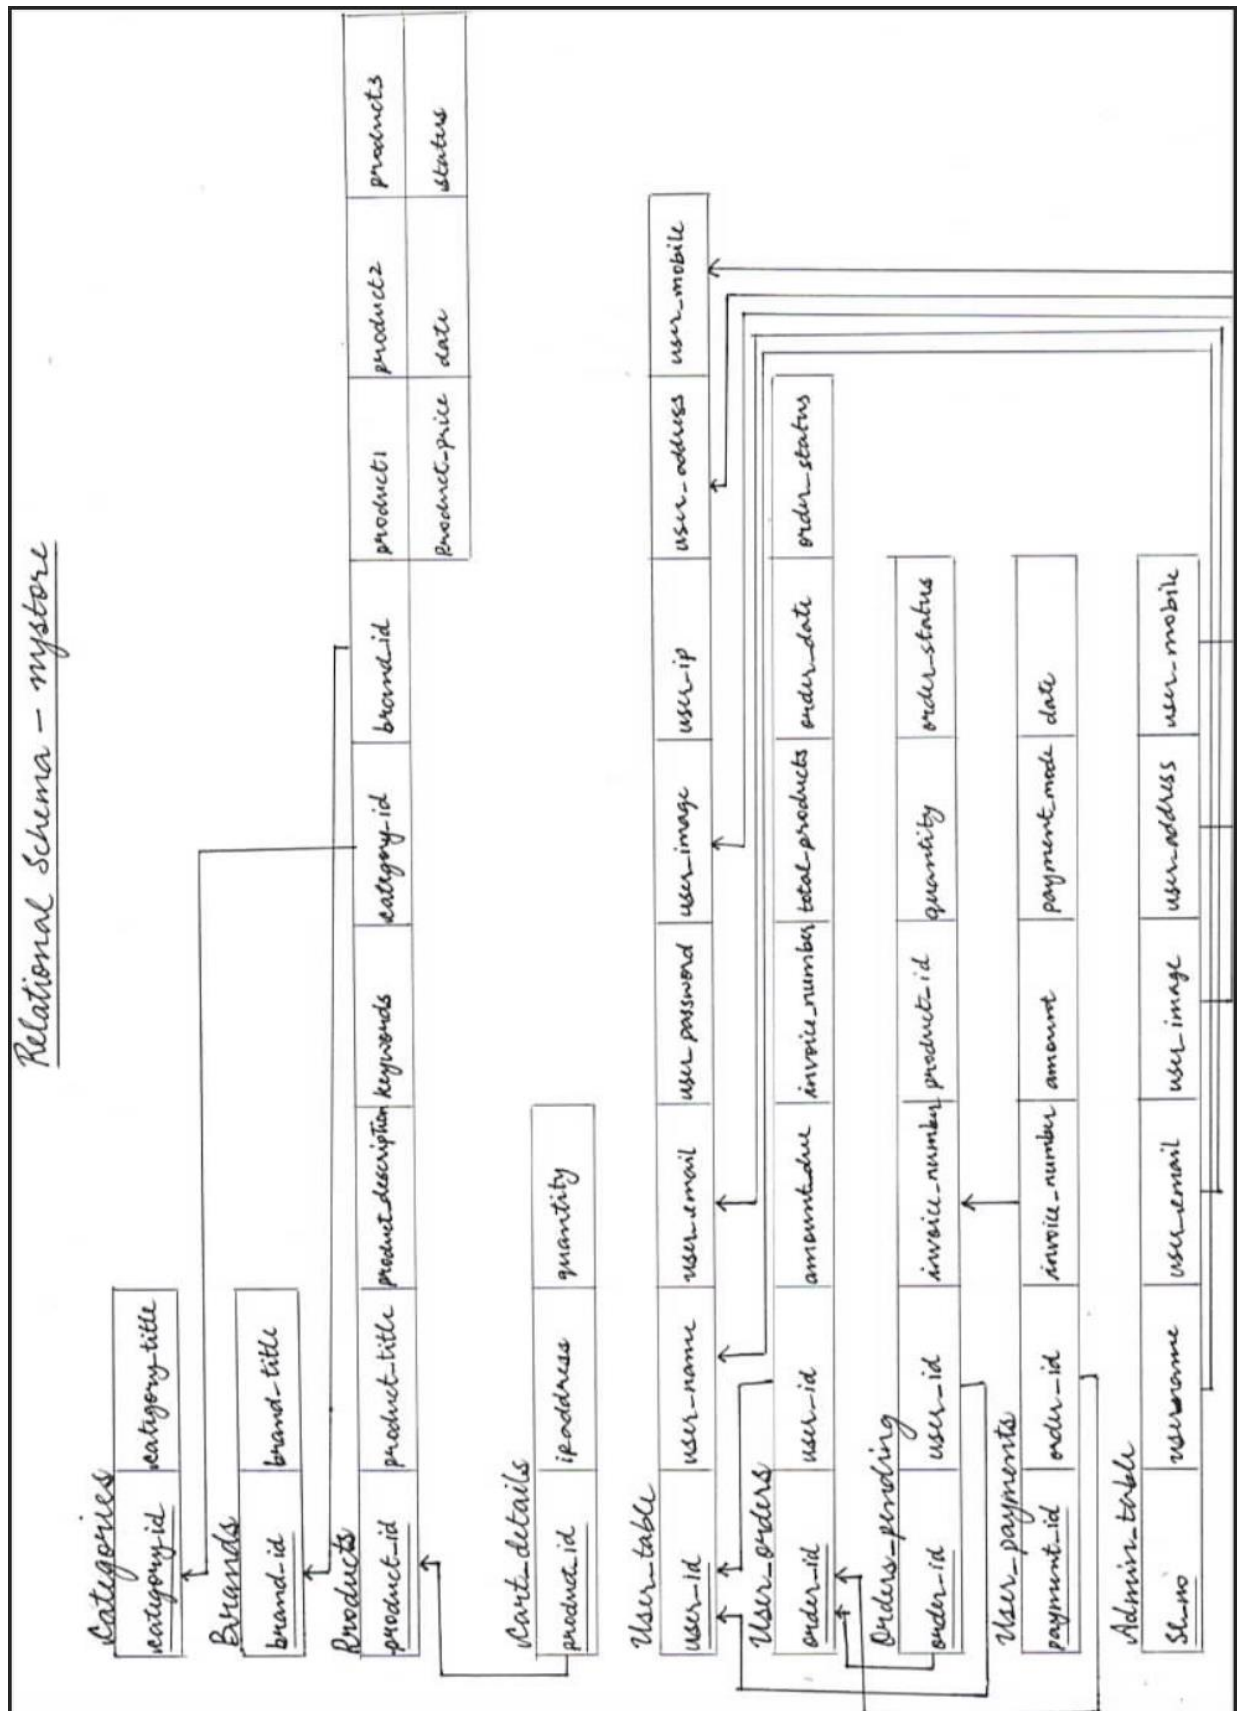 Relational Schema – mystore
Categories
category_id category_title
Brands
brand_id brand_title
Products
product_id product_title product_description keywords category_id brand_id product1 product2 product3
product_price date status
Cart_details
product_id ipaddress quantity
User_table
user_id user_name user_email user_password user_image user_ip user_address user_mobile
User_orders
order_id user_id amount_due invoice_number total_products order_date order_status
Orders_pending
order_id user_id invoice_number product_id quantity order_status
User_payments
payment_id order_id invoice_number amount payment_mode date
Admin_table
Sl_no username user_email user_image user_address user_mobile